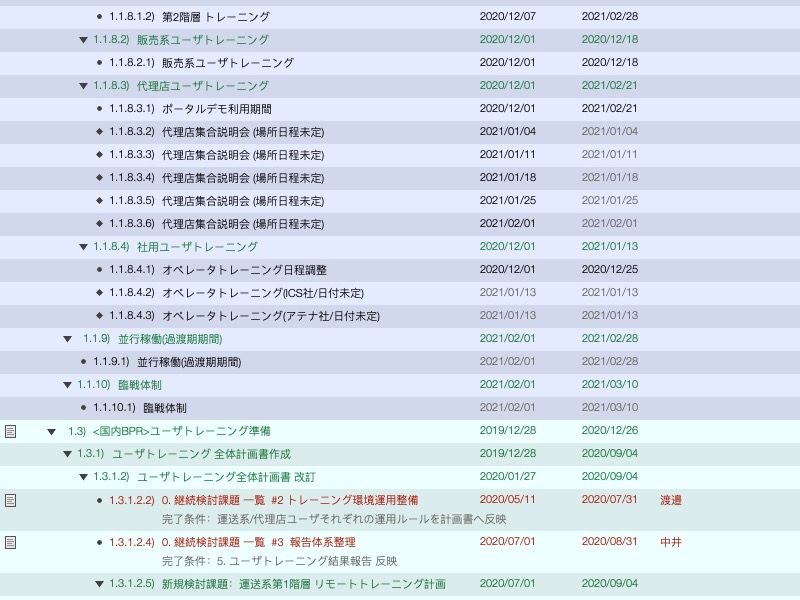 1.1.8.1.2) 第2階層 トレーニング 2020/12/07 2021/02/28
1.1.8.2) 販売系ユーザトレーニング 2020/12/01 2020/12/18
1.1.8.2.1) 販売系ユーザトレーニング 2020/12/01 2020/12/18
1.1.8.3) 代理店ユーザトレーニング 2020/12/01 2021/02/21
1.1.8.3.1) ポータルデモ利用期間 2020/12/01 2021/02/21
1.1.8.3.2) 代理店集合説明会 (場所日程未定) 2021/01/04 2021/01/04
1.1.8.3.3) 代理店集合説明会 (場所日程未定) 2021/01/11 2021/01/11
1.1.8.3.4) 代理店集合説明会 (場所日程未定) 2021/01/18 2021/01/18
1.1.8.3.5) 代理店集合説明会 (場所日程未定) 2021/01/25 2021/01/25
1.1.8.3.6) 代理店集合説明会 (場所日程未定) 2021/02/01 2021/02/01
1.1.8.4) 社用ユーザトレーニング 2020/12/01 2021/01/13
1.1.8.4.1) オペレータトレーニング日程調整 2020/12/01 2020/12/25
1.1.8.4.2) オペレータトレーニング(ICS社/日付未定) 2021/01/13 2021/01/13
1.1.8.4.3) オペレータトレーニング(アテナ社/日付未定) 2021/01/13 2021/01/13
1.1.9) 並行稼働(過渡期期間) 2021/02/01 2021/02/28
1.1.9.1) 並行稼働(過渡期期間) 2021/02/01 2021/02/28
1.1.10) 臨戦体制 2021/02/01 2021/03/10
1.1.10.1) 臨戦体制 2021/02/01 2021/03/10
1.3) <国内BPR>ユーザトレーニング準備 2019/12/28 2020/12/26
1.3.1) ユーザトレーニング 全体計画書作成 2019/12/28 2020/09/04
1.3.1.2) ユーザトレーニング全体計画書 改訂 2020/01/27 2020/09/04
1.3.1.2.2) 0. 継続検討課題 一覧 #2 トレーニング環境運用整備 2020/05/11 2020/07/31 渡邉
完了条件: 運送系/代理店ユーザそれぞれの運用ルールを計画書へ反映
1.3.1.2.4) 0. 継続検討課題 一覧 #3 報告体系整理 2020/07/01 2020/08/31 中井
完了条件: 5. ユーザトレーニング結果報告 反映
1.3.1.2.5) 新規検討課題: 運送系第1階層 リモートトレーニング計画 2020/07/01 2020/09/04